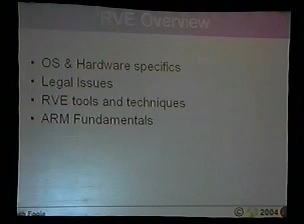 RVE Overview
• OS & Hardware specifics
• Legal Issues
• RVE tools and techniques
• ARM Fundamentals
© 2004